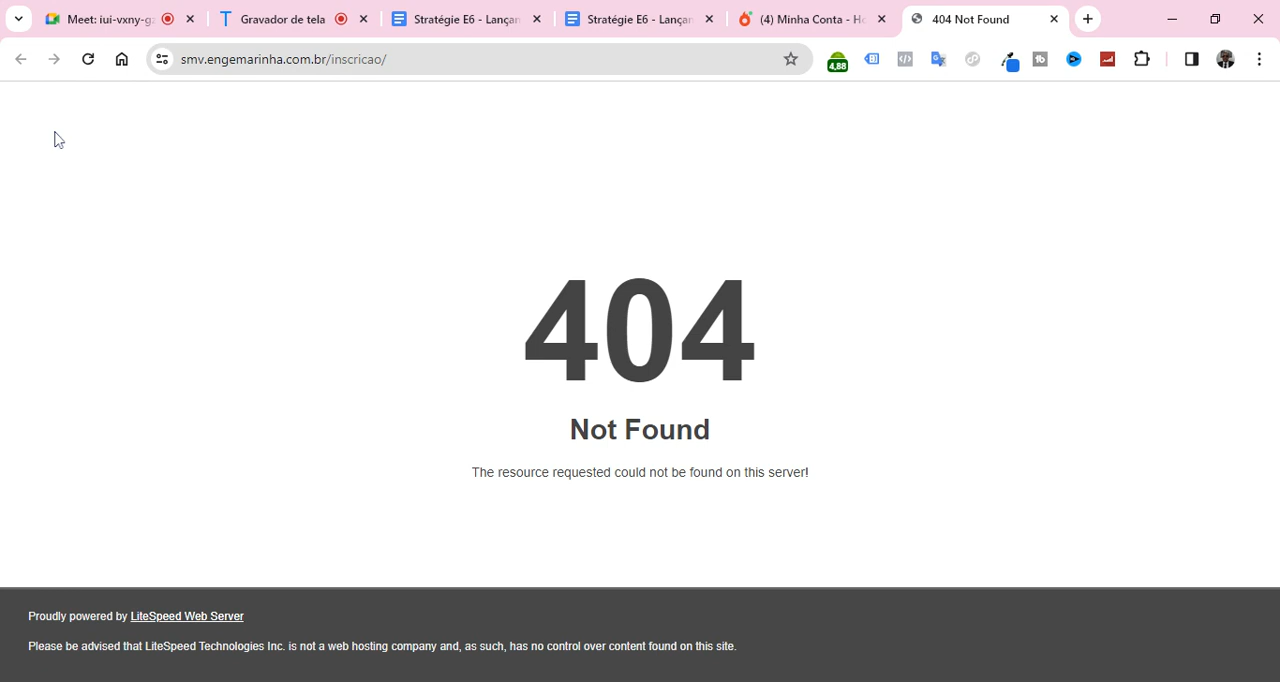 Meet: iui-vxny-g
Gravador de tela
Stratégie E6 - Lançan
Stratégie E6 - Lançan
(4) Minha Conta - Ho
404 Not Found
smv.engemarinha.com.br/inscricao/
4,88
404
Not Found
The resource requested could not be found on this server!
Proudly powered by LiteSpeed Web Server
Please be advised that LiteSpeed Technologies Inc. is not a web hosting company and, as such, has no control over content found on this site.